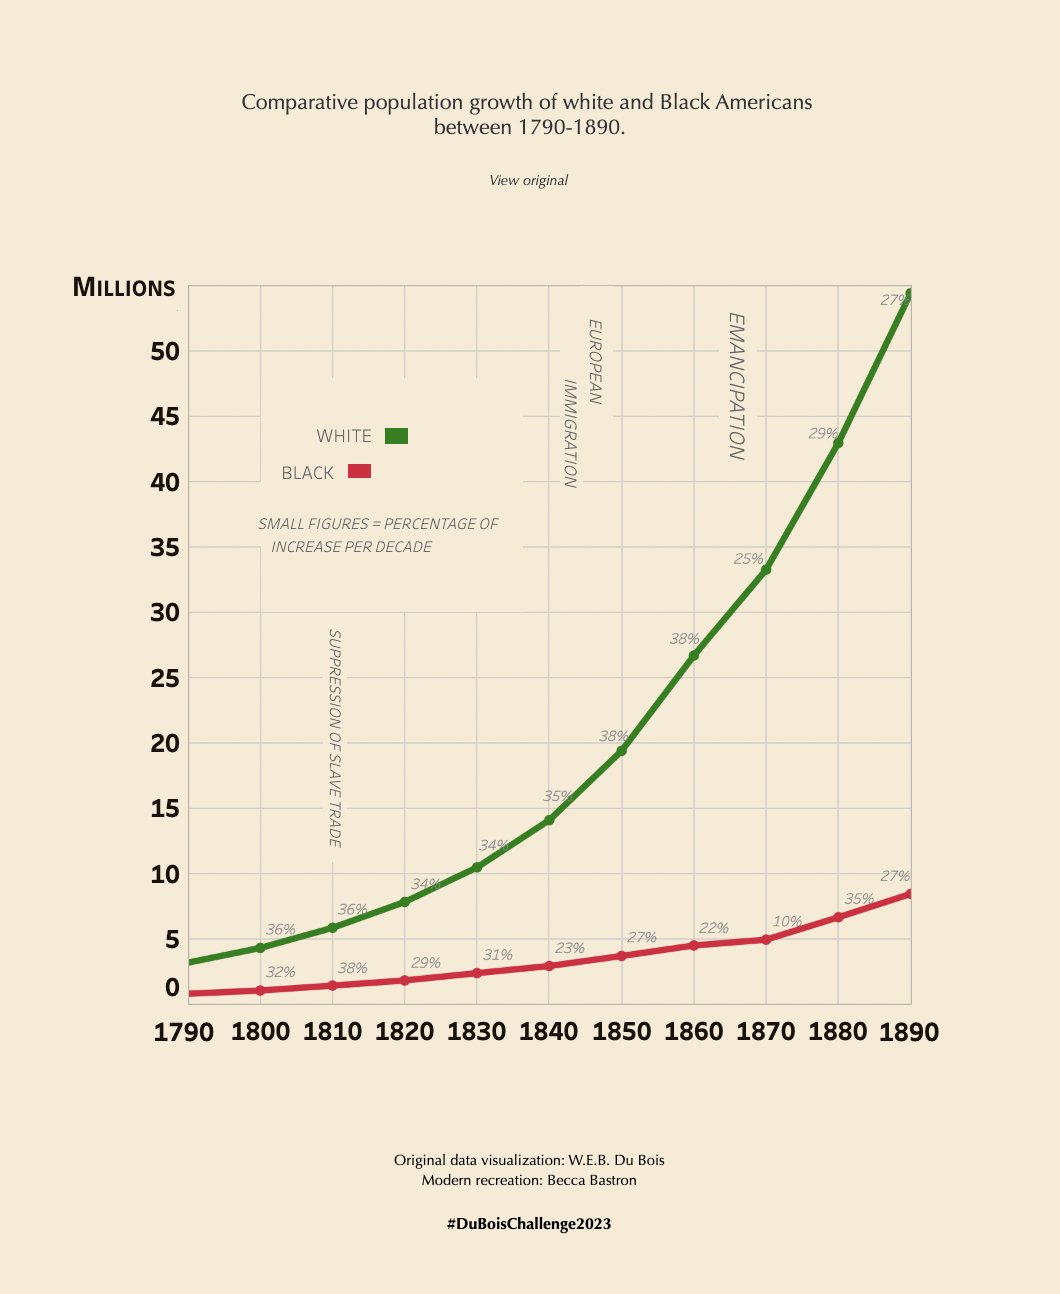 Comparative population growth of white and Black Americans
between 1790-1890.
View original
MILLIONS
50
45
40
35
30
25
20
15
10
5
0
WHITE
BLACK
SMALL FIGURES = PERCENTAGE OF
INCREASE PER DECADE
SUPPRESSION OF SLAVE TRADE
EUROPEAN
IMMIGRATION
EMANCIPATION
36%
36%
34%
34%
35%
38%
38%
25%
29%
27%
32%
38%
29%
31%
23%
27%
22%
10%
35%
27%
1790 1800 1810 1820 1830 1840 1850 1860 1870 1880 1890
Original data visualization: W.E.B. Du Bois
Modern recreation: Becca Bastron
#DuBoisChallenge2023